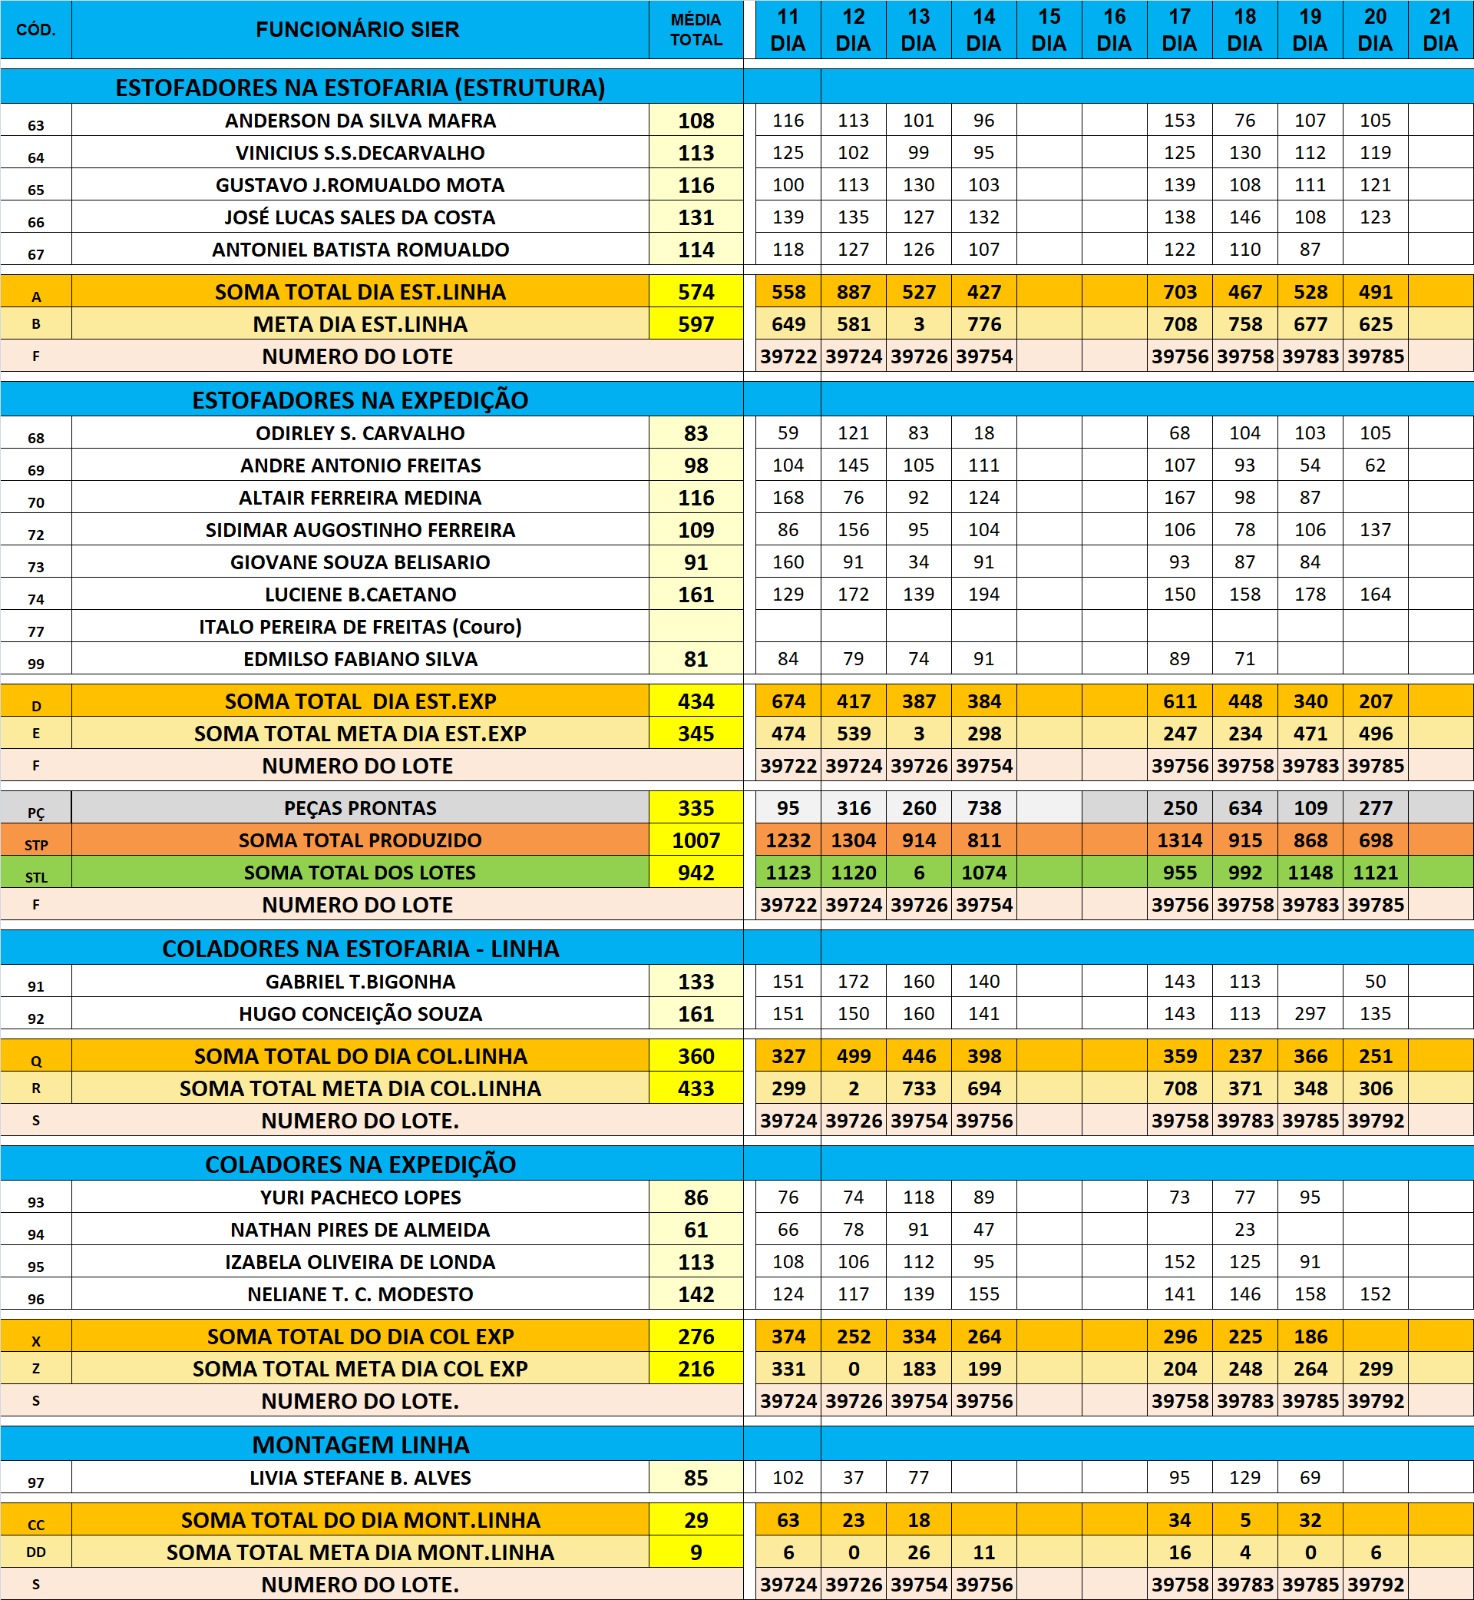 CÓD. FUNCIONÁRIO SIER MÉDIA TOTAL 11 DIA 12 DIA 13 DIA 14 DIA 15 DIA 16 DIA 17 DIA 18 DIA 19 DIA 20 DIA 21 DIA
ESTOFADORES NA ESTOFARIA (ESTRUTURA)
63 ANDERSON DA SILVA MAFRA 108 116 113 101 96 153 76 107 105
64 VINICIUS S.S.DECARVALHO 113 125 102 99 95 125 130 112 119
65 GUSTAVO J.ROMUALDO MOTA 116 100 113 130 103 139 108 111 121
66 JOSÉ LUCAS SALES DA COSTA 131 139 135 127 132 138 146 108 123
67 ANTONIEL BATISTA ROMUALDO 114 118 127 126 107 122 110 87
A SOMA TOTAL DIA EST.LINHA 574 558 887 527 427 703 467 528 491
B META DIA EST.LINHA 597 649 581 3 776 708 758 677 625
F NUMERO DO LOTE 39722 39724 39726 39754 39756 39758 39783 39785
ESTOFADORES NA EXPEDIÇÃO
68 ODIRLEY S. CARVALHO 83 59 121 83 18 68 104 103 105
69 ANDRE ANTONIO FREITAS 98 104 145 105 111 107 93 54 62
70 ALTAIR FERREIRA MEDINA 116 168 76 92 124 167 98 87
72 SIDIMAR AUGOSTINHO FERREIRA 109 86 156 95 104 106 78 106 137
73 GIOVANE SOUZA BELISARIO 91 160 91 34 91 93 87 84
74 LUCIENE B.CAETANO 161 129 172 139 194 150 158 178 164
77 ITALO PEREIRA DE FREITAS (Couro)
99 EDMILSO FABIANO SILVA 81 84 79 74 91 89 71
D SOMA TOTAL DIA EST.EXP 434 674 417 387 384 611 448 340 207
E SOMA TOTAL META DIA EST.EXP 345 474 539 3 298 247 234 471 496
F NUMERO DO LOTE 39722 39724 39726 39754 39756 39758 39783 39785
PÇ PEÇAS PRONTAS 335 95 316 260 738 250 634 109 277
STP SOMA TOTAL PRODUZIDO 1007 1232 1304 914 811 1314 915 868 698
STL SOMA TOTAL DOS LOTES 942 1123 1120 6 1074 955 992 1148 1121
F NUMERO DO LOTE 39722 39724 39726 39754 39756 39758 39783 39785
COLADORES NA ESTOFARIA - LINHA
91 GABRIEL T.BIGONHA 133 151 172 160 140 143 113 50
92 HUGO CONCEIÇÃO SOUZA 161 151 150 160 141 143 113 297 135
Q SOMA TOTAL DO DIA COL.LINHA 360 327 499 446 398 359 237 366 251
R SOMA TOTAL META DIA COL.LINHA 433 299 2 733 694 708 371 348 306
S NUMERO DO LOTE. 39724 39726 39754 39756 39758 39783 39785 39792
COLADORES NA EXPEDIÇÃO
93 YURI PACHECO LOPES 86 76 74 118 89 73 77 95
94 NATHAN PIRES DE ALMEIDA 61 66 78 91 47 23
95 IZABELA OLIVEIRA DE LONDA 113 108 106 112 95 152 125 91
96 NELIANE T. C. MODESTO 142 124 117 139 155 141 146 158 152
X SOMA TOTAL DO DIA COL EXP 276 374 252 334 264 296 225 186
Z SOMA TOTAL META DIA COL EXP 216 331 0 183 199 204 248 264 299
S NUMERO DO LOTE. 39724 39726 39754 39756 39758 39783 39785 39792
MONTAGEM LINHA
97 LIVIA STEFANE B. ALVES 85 102 37 77 95 129 69
CC SOMA TOTAL DO DIA MONT.LINHA 29 63 23 18 34 5 32
DD SOMA TOTAL META DIA MONT.LINHA 9 6 0 26 11 16 4 0 6
S NUMERO DO LOTE. 39724 39726 39754 39756 39758 39783 39785 39792